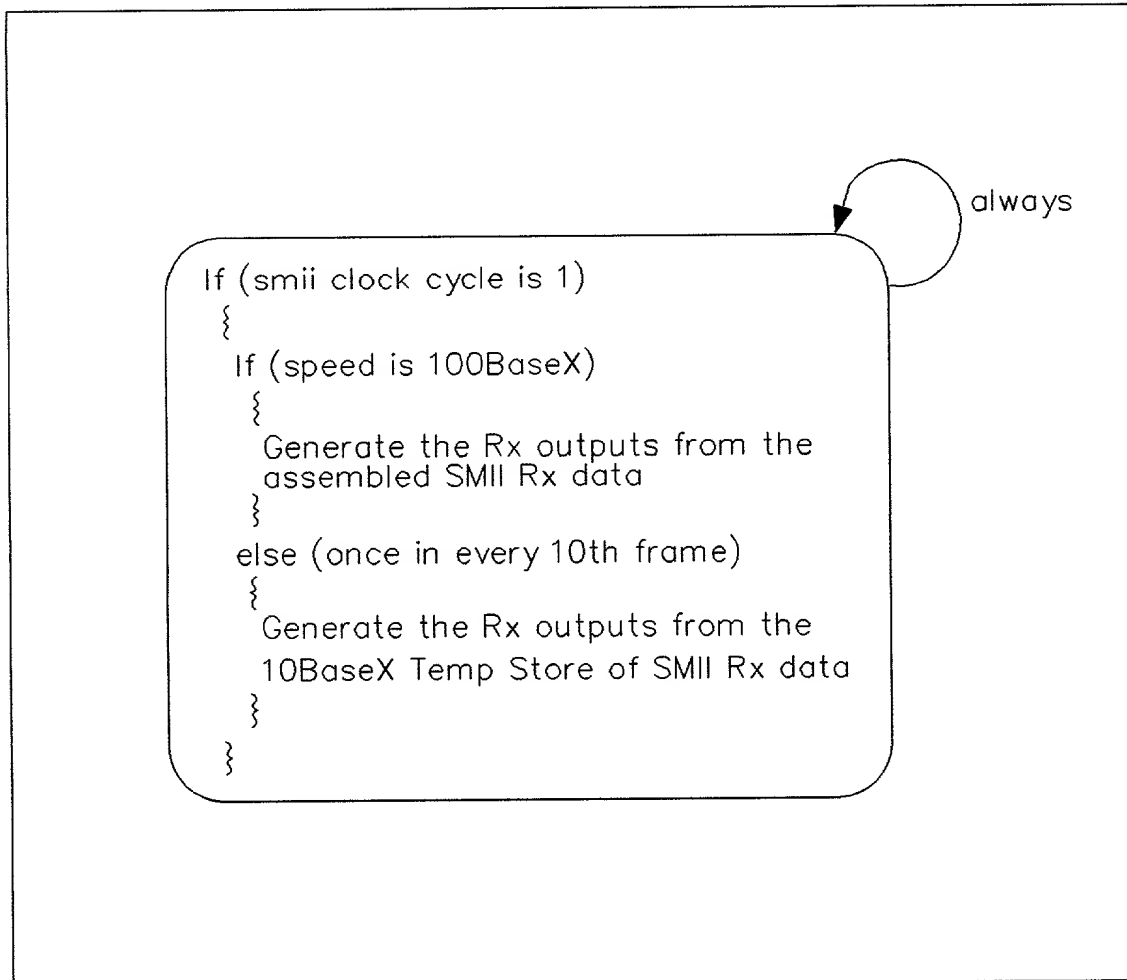 always
If (smii clock cycle is 1)
{
If (speed is 100BaseX)
{
Generate the Rx outputs from the
assembled SMII Rx data
}
else (once in every 10th frame)
{
Generate the Rx outputs from the
10BaseX Temp Store of SMII Rx data
}
}